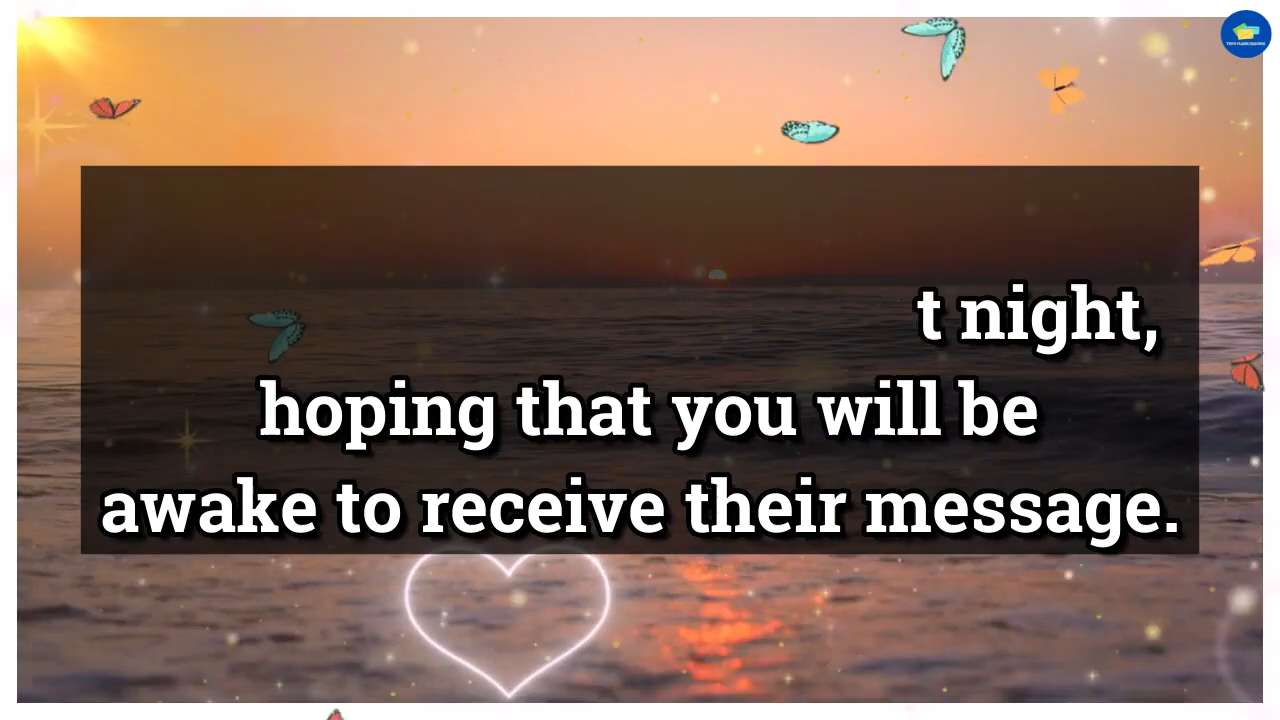 t night,
hoping that you will be
awake to receive their message.